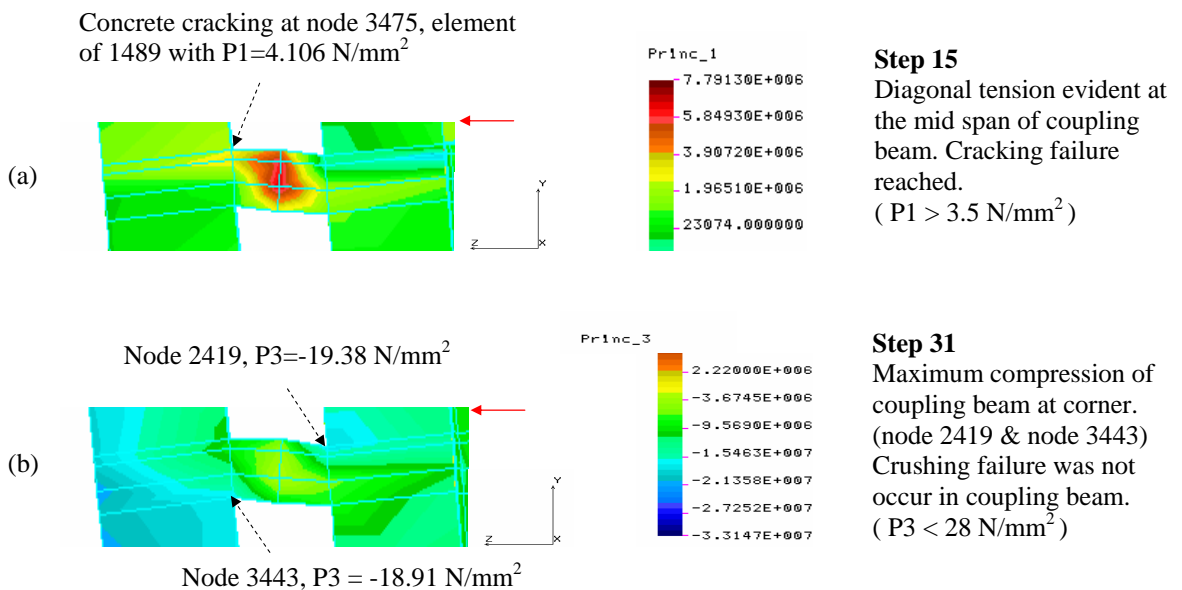 Concrete cracking at node 3475, element
of 1489 with P1=4.106 N/mm²
(a)
Y
Z
X
Princ_1
7.79130E+006
5.84930E+006
3.90720E+006
1.96510E+006
23074.000000
Step 15
Diagonal tension evident at
the mid span of coupling
beam. Cracking failure
reached.
( P1 > 3.5 N/mm² )
Node 2419, P3=-19.38 N/mm²
(b)
Node 3443, P3 = -18.91 N/mm²
Y
Z
X
Princ_3
2.22000E+006
-3.6745E+006
-9.5690E+006
-1.5463E+007
-2.1358E+007
-2.7252E+007
-3.3147E+007
Step 31
Maximum compression of
coupling beam at corner.
(node 2419 & node 3443)
Crushing failure was not
occur in coupling beam.
( P3 < 28 N/mm² )